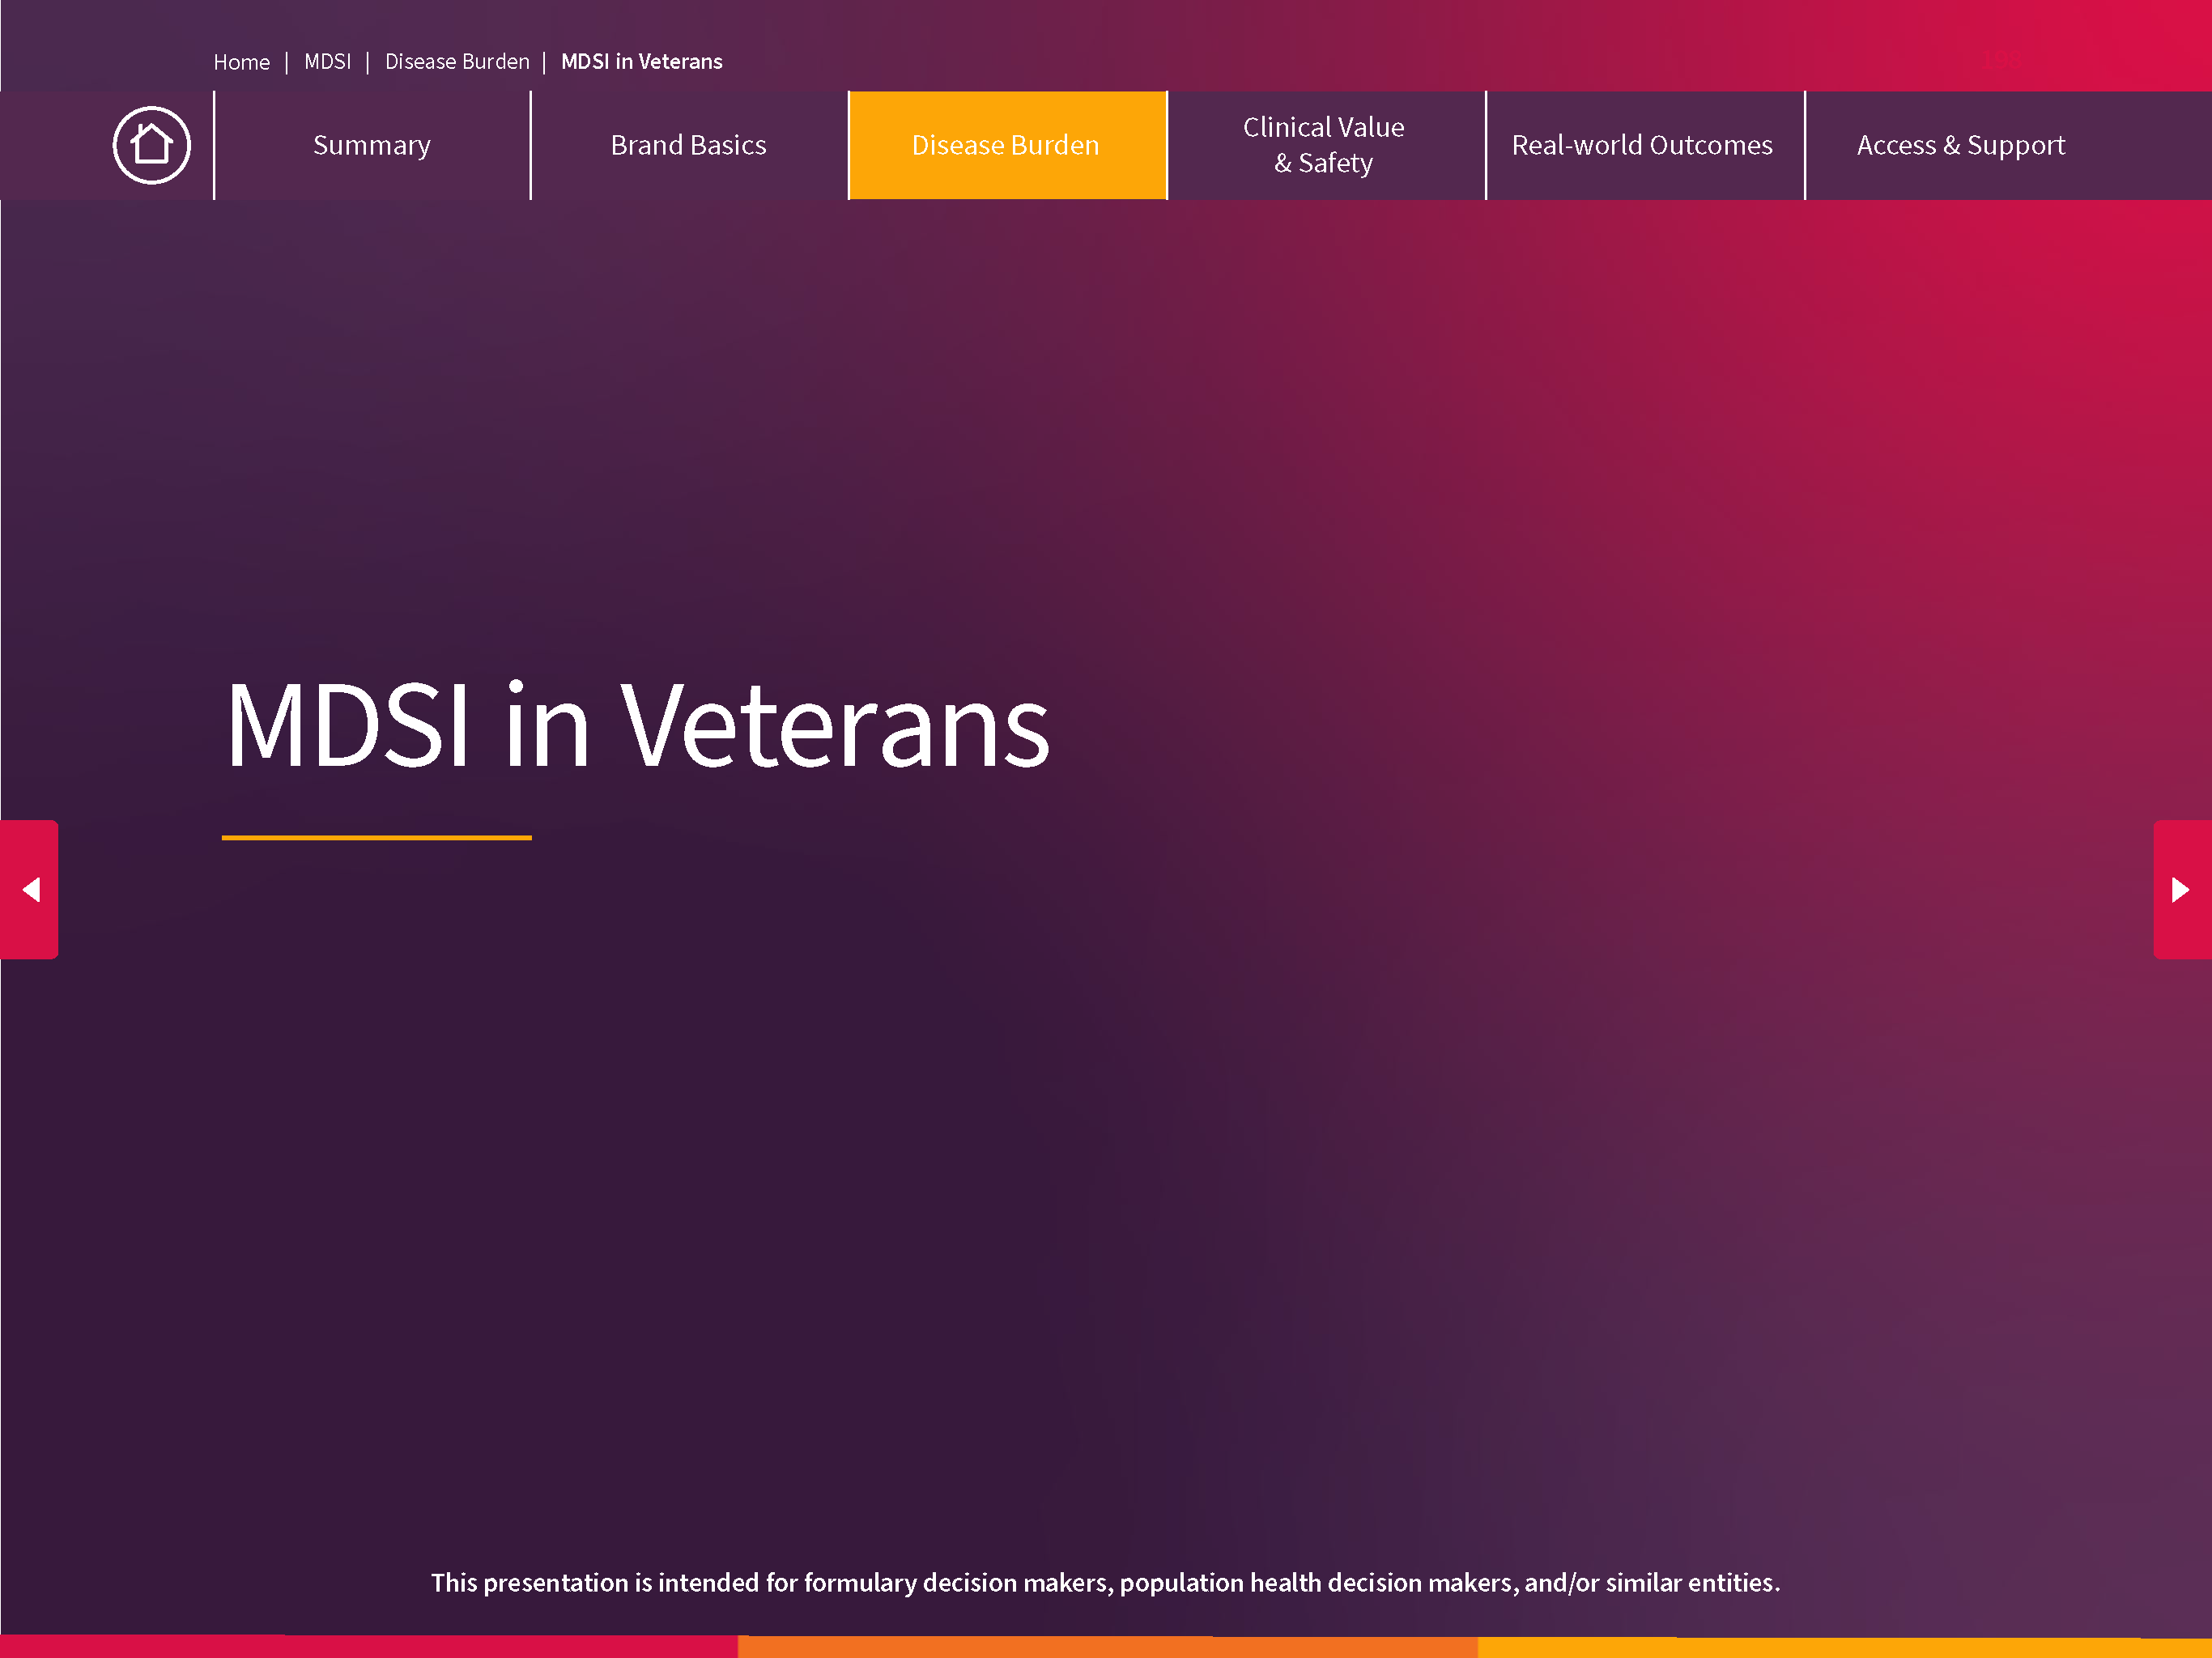 Home | MDSI | Disease Burden | MDSI in Veterans
Summary
Brand Basics
Disease Burden
Clinical Value
& Safety
Real-world Outcomes
Access & Support
MDSI in Veterans
This presentation is intended for formulary decision makers, population health decision makers, and/or similar entities.